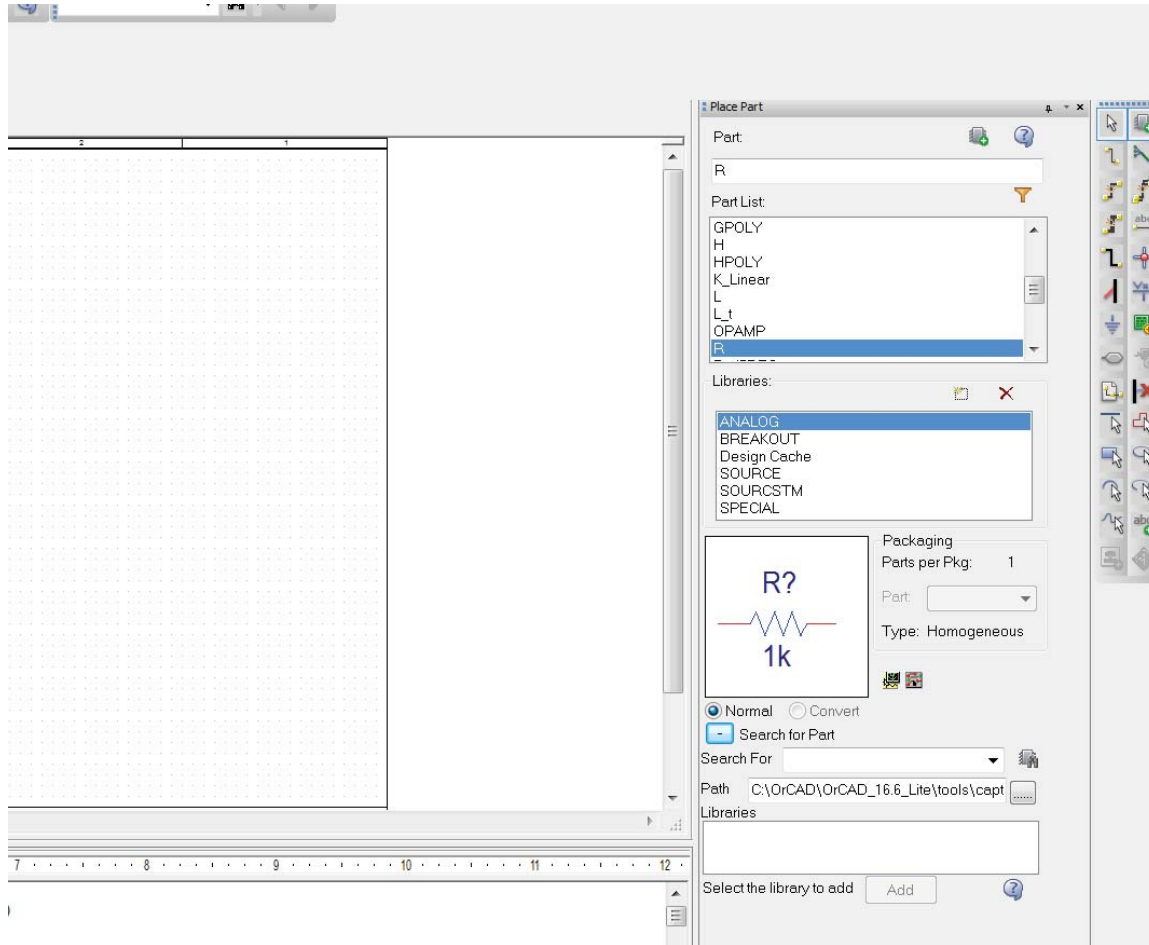 Place Part
Part:
R
Part List:
GPOLY
H
HPOLY
K_Linear
L
L_t
OPAMP
R
Libraries:
ANALOG
BREAKOUT
Design Cache
SOURCE
SOURCSTM
SPECIAL
R?
1k
Packaging
Parts per Pkg: 1
Part:
Type: Homogeneous
Normal Convert
- Search for Part
Search For
Path C:\OrCAD\OrCAD_16.6_Lite\tools\capt ......
Libraries
Select the library to add Add
2 1
7 8 9 10 11 12
)
abc